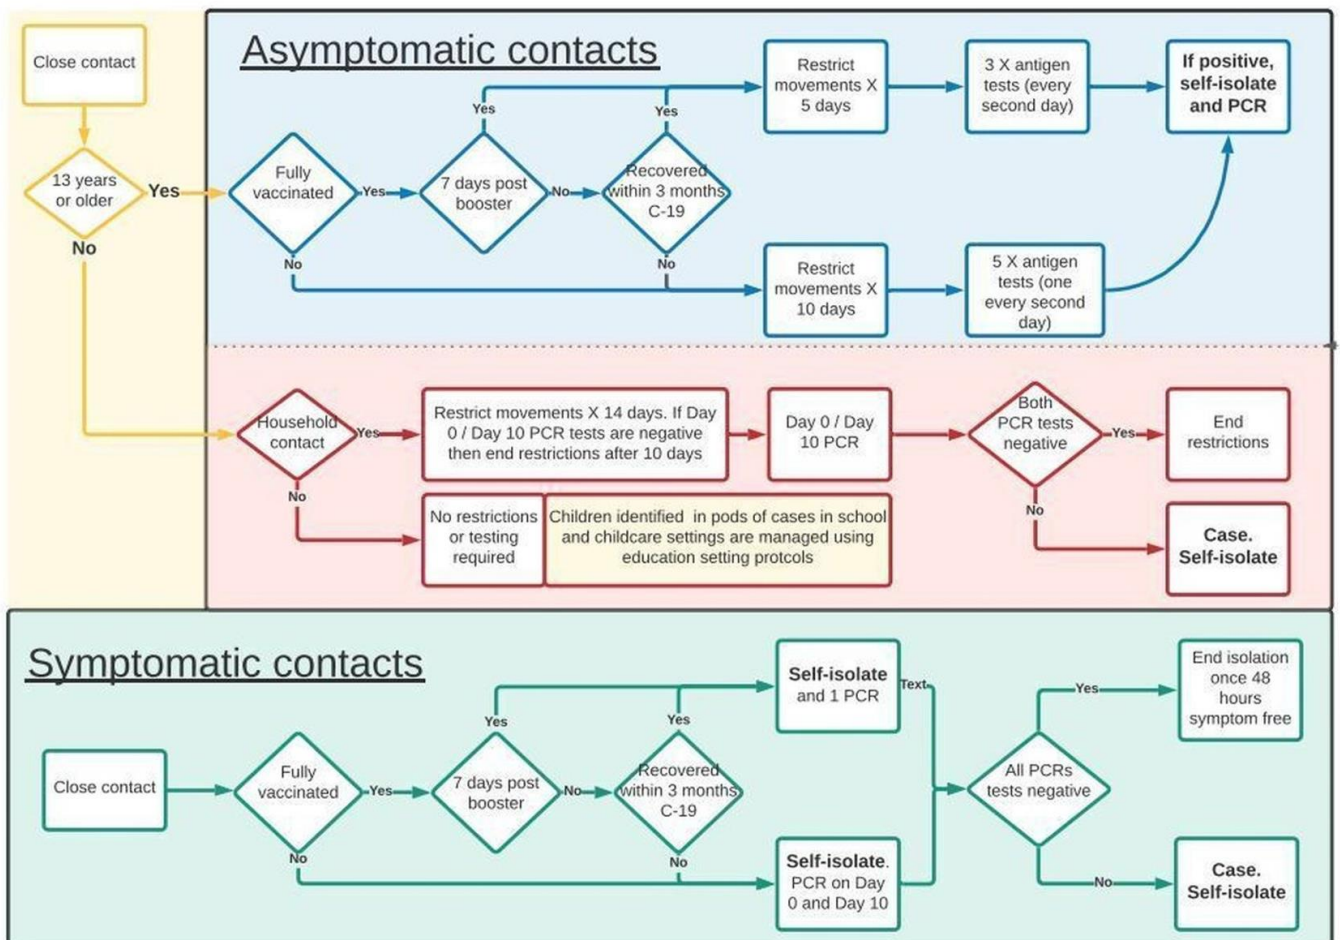 Asymptomatic contacts
Close contact
13 years
or older
Yes
No
Fully
vaccinated
Yes
No
7 days post
booster
Yes
No
Recovered
within 3 months
C-19
Yes
No
Restrict
movements X
5 days
3 X antigen
tests (every
second day)
If positive,
self-isolate
and PCR
Restrict
movements X
10 days
5 X antigen
tests (one
every second
day)
Household
contact
Yes
No
Restrict movements X 14 days. If Day
0 / Day 10 PCR tests are negative
then end restrictions after 10 days
Day 0 / Day
10 PCR
Both
PCR tests
negative
Yes
No
End
restrictions
No restrictions
or testing
required
Children identified in pods of cases in school
and childcare settings are managed using
education setting protcols
Case.
Self-isolate
Symptomatic contacts
Close contact
Fully
vaccinated
Yes
No
7 days post
booster
Yes
No
Recovered
within 3 months
C-19
Yes
No
Self-isolate
and 1 PCR
Text
Self-isolate.
PCR on Day
0 and Day 10
All PCRs
tests negative
Yes
No
End isolation
once 48
hours
symptom free
Case.
Self-isolate